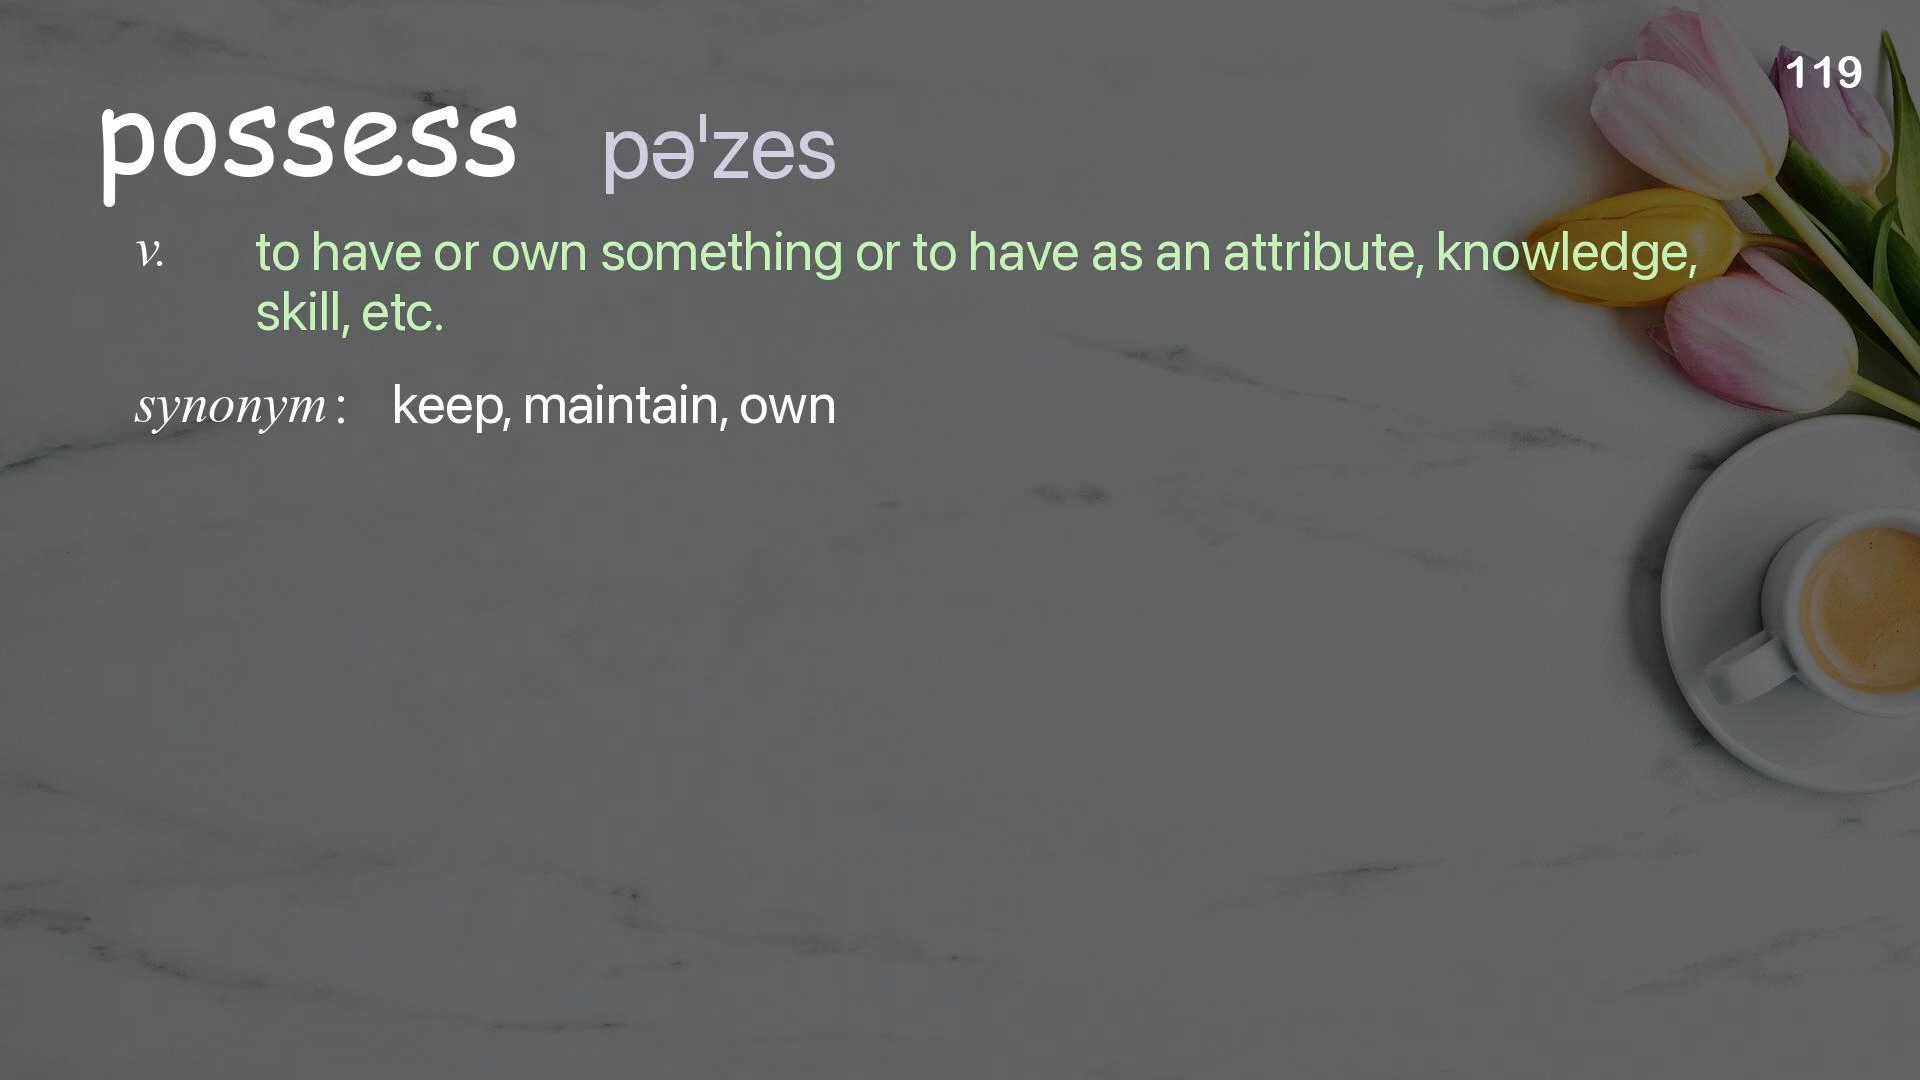 119
possess pəˈzes
v. to have or own something or to have as an attribute, knowledge,
skill, etc.
synonym : keep, maintain, own